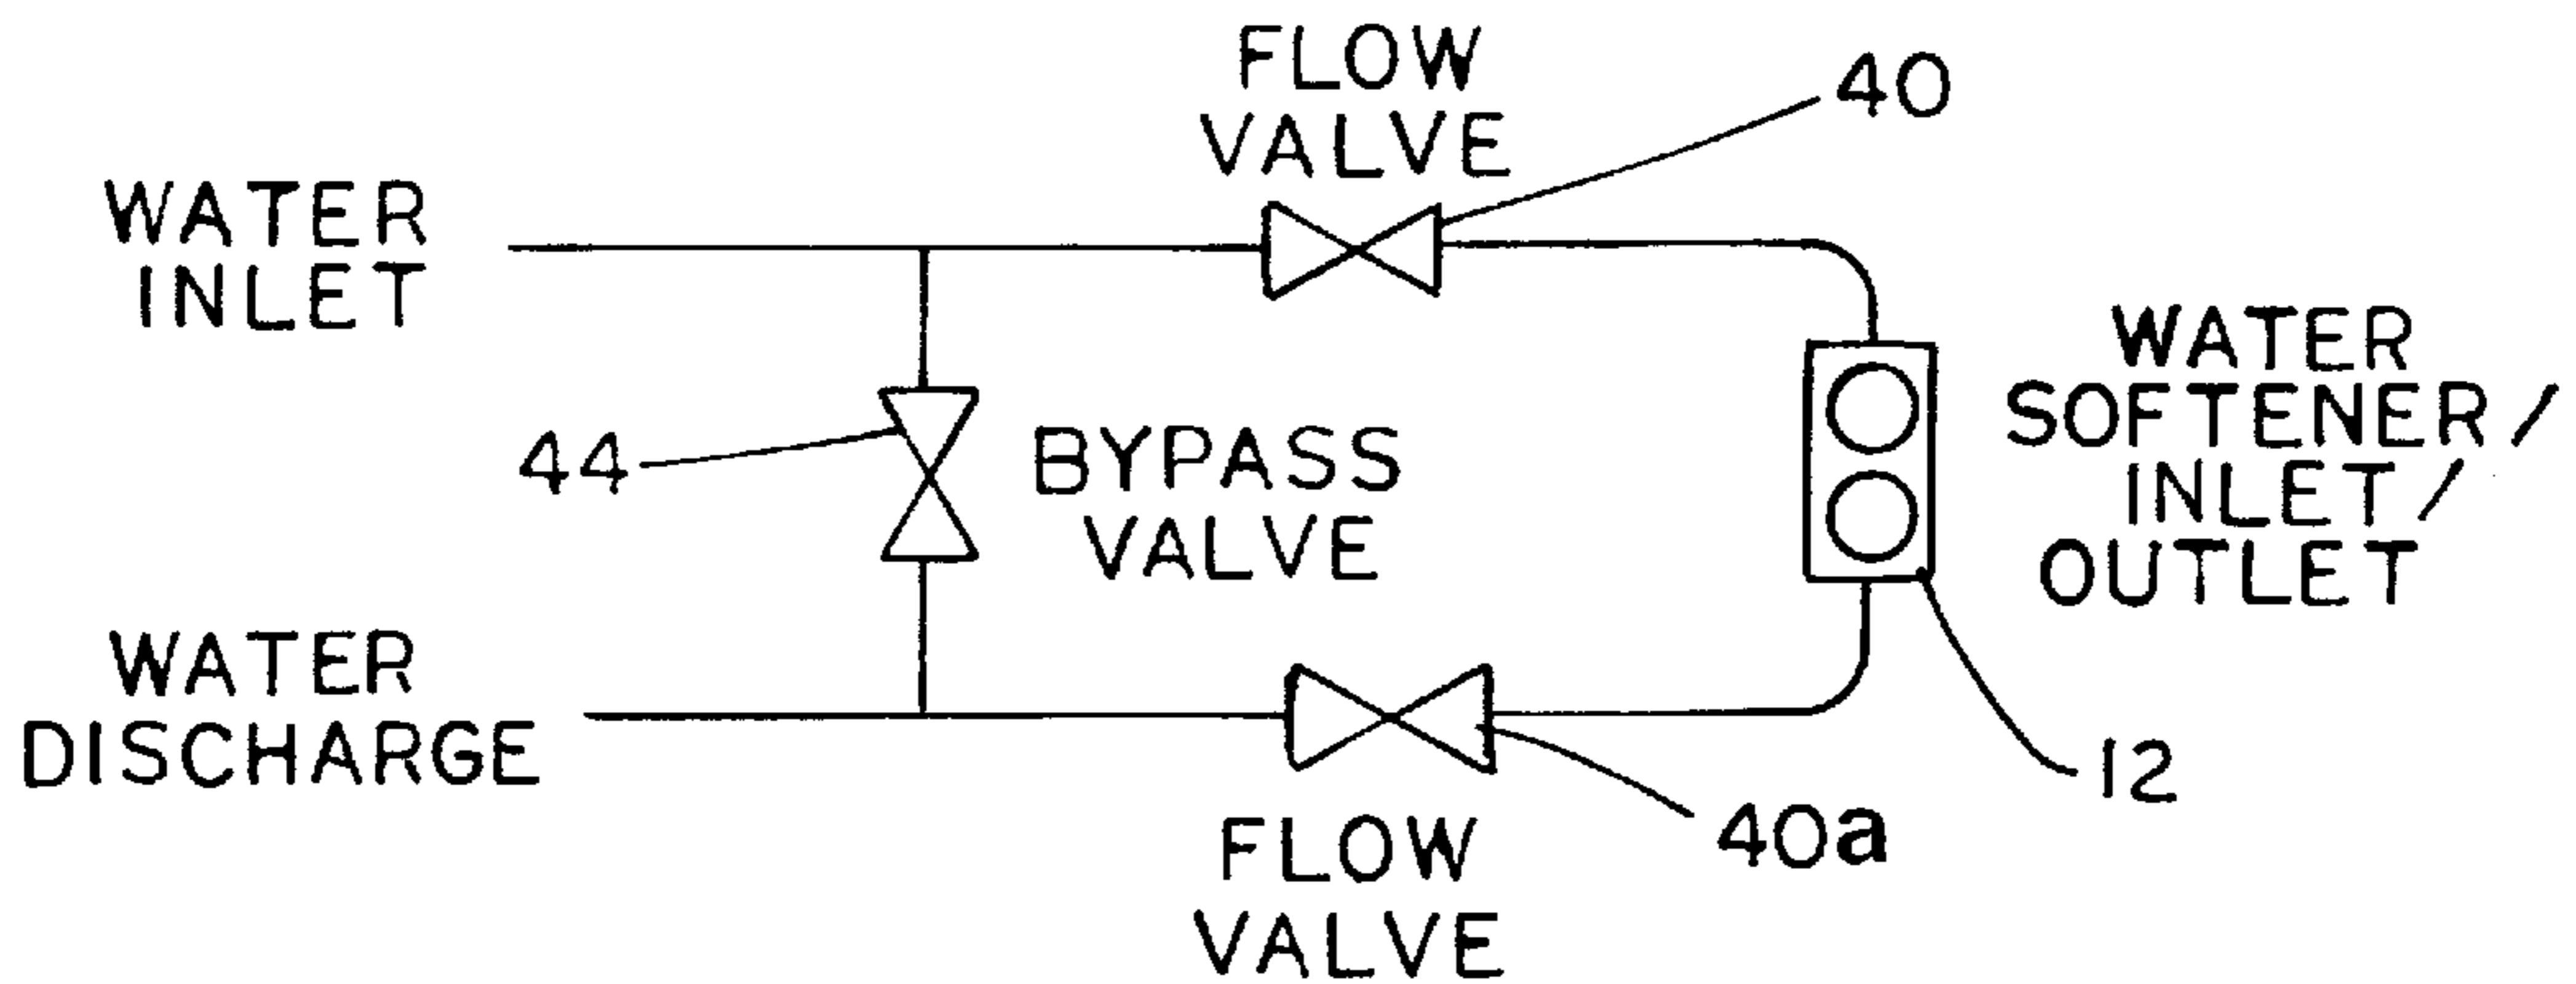 FLOW
VALVE
40
WATER
INLET
WATER
SOFTENER/
INLET/
OUTLET
44
BYPASS
VALVE
WATER
DISCHARGE
12
40a
FLOW
VALVE